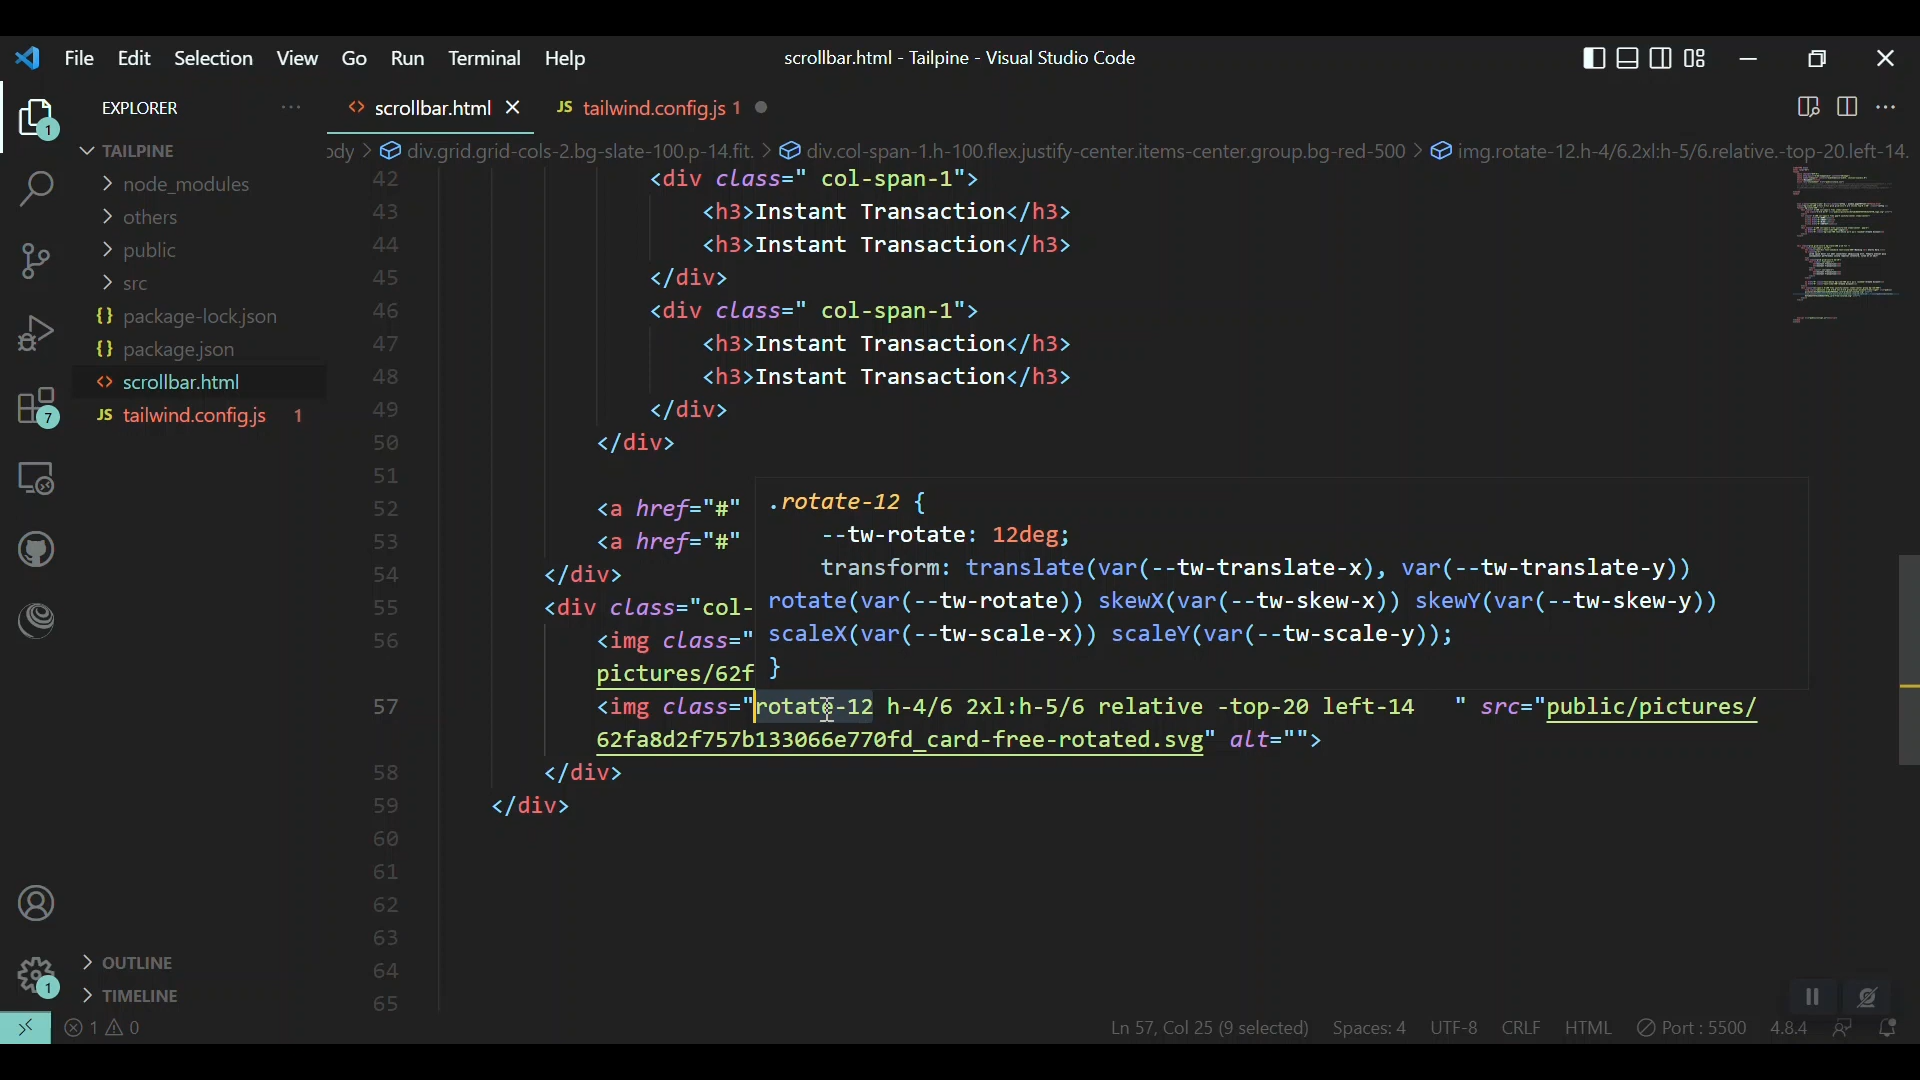 File Edit Selection View Go Run Terminal Help
scrollbar.html - Tailpine - Visual Studio Code
EXPLORER
scrollbar.html
JS tailwind.config.js 1
TAILPINE
node_modules
others
public
src
{} package-lock.json
{} package.json
<> scrollbar.html
JS tailwind.config.js 1
OUTLINE
TIMELINE
1
7
1
ody > div.grid.grid-cols-2.bg-slate-100.p-14.fit. > div.col-span-1.h-100.flex.justify-center.items-center.group.bg-red-500 > img.rotate-12.h-4/6.2xl:h-5/6.relative.-top-20.left-14.
42 <div class=" col-span-1">
43 <h3>Instant Transaction</h3>
44 <h3>Instant Transaction</h3>
45 </div>
46 <div class=" col-span-1">
47 <h3>Instant Transaction</h3>
48 <h3>Instant Transaction</h3>
49 </div>
50 </div>
51
52 <a href="#"
53 <a href="#"
54 </div>
55 <div class="col-
56 <img class="
pictures/62f
.rotate-12 {
--tw-rotate: 12deg;
transform: translate(var(--tw-translate-x), var(--tw-translate-y))
rotate(var(--tw-rotate)) skewX(var(--tw-skew-x)) skewY(var(--tw-skew-y))
scaleX(var(--tw-scale-x)) scaleY(var(--tw-scale-y));
}
57 <img class="rotate-12 h-4/6 2xl:h-5/6 relative -top-20 left-14   " src="public/pictures/
62fa8d2f757b133066e770fd_card-free-rotated.svg" alt="">
58 </div>
59 </div>
60
61
62
63
64
65
1 0
Ln 57, Col 25 (9 selected) Spaces: 4 UTF-8 CRLF HTML Port : 5500 4.8.4